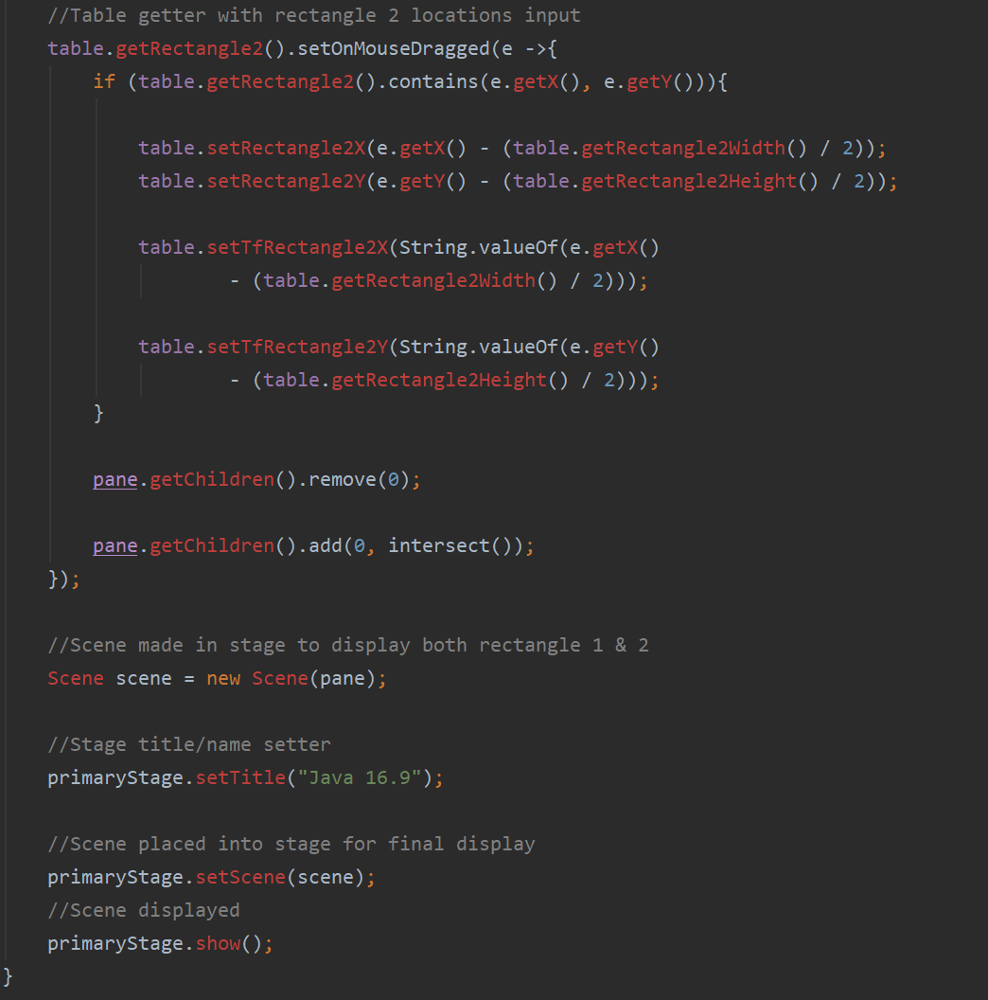 //Table getter with rectangle 2 locations input
table.getRectangle2().setOnMouseDragged(e ->{
if (table.getRectangle2().contains(e.getX(), e.getY())){
table.setRectangle2X(e.getX() - (table.getRectangle2Width() / 2));
table.setRectangle2Y(e.getY() - (table.getRectangle2Height() / 2));
table.setTfRectangle2X(String.valueOf(e.getX()
- (table.getRectangle2Width() / 2)));
table.setTfRectangle2Y(String.valueOf(e.getY()
- (table.getRectangle2Height() / 2)));
}
pane.getChildren().remove(0);
pane.getChildren().add(0, intersect());
});
//Scene made in stage to display both rectangle 1 & 2
Scene scene = new Scene(pane);
//Stage title/name setter
primaryStage.setTitle("Java 16.9");
//Scene placed into stage for final display
primaryStage.setScene(scene);
//Scene displayed
primaryStage.show();
}